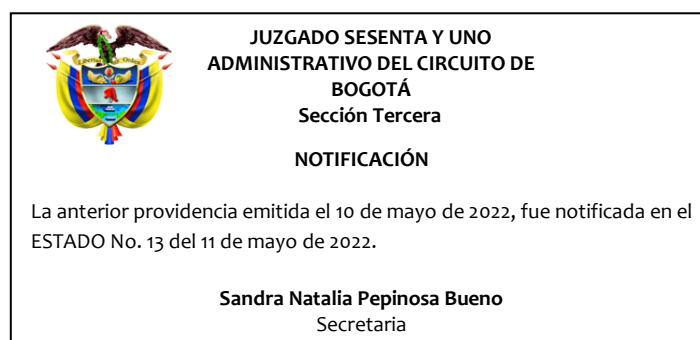 JUZGADO SESENTA Y UNO
ADMINISTRATIVO DEL CIRCUITO DE
BOGOTÁ
Sección Tercera
NOTIFICACIÓN
La anterior providencia emitida el 10 de mayo de 2022, fue notificada en el
ESTADO No. 13 del 11 de mayo de 2022.
Sandra Natalia Pepinosa Bueno
Secretaria